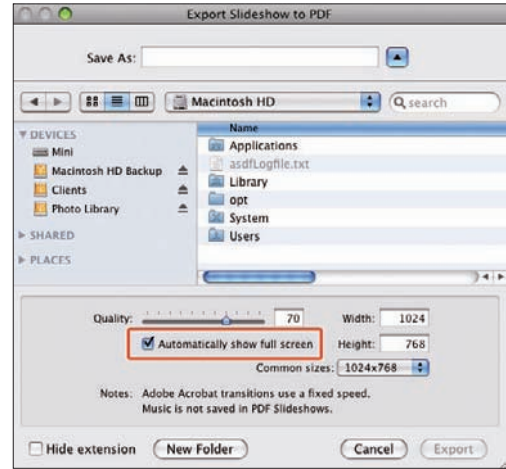 Export Slideshow to PDF
Save As:
Macintosh HD
search
DEVICES
Mini
Macintosh HD Backup
Clients
Photo Library
SHARED
PLACES
Name
Applications
asdfLogfile.txt
Library
opt
System
Users
Quality: 70 Width: 1024
Automatically show full screen Height: 768
Common sizes: 1024x768
Notes: Adobe Acrobat transitions use a fixed speed.
Music is not saved in PDF Slideshows.
Hide extension New Folder Cancel Export